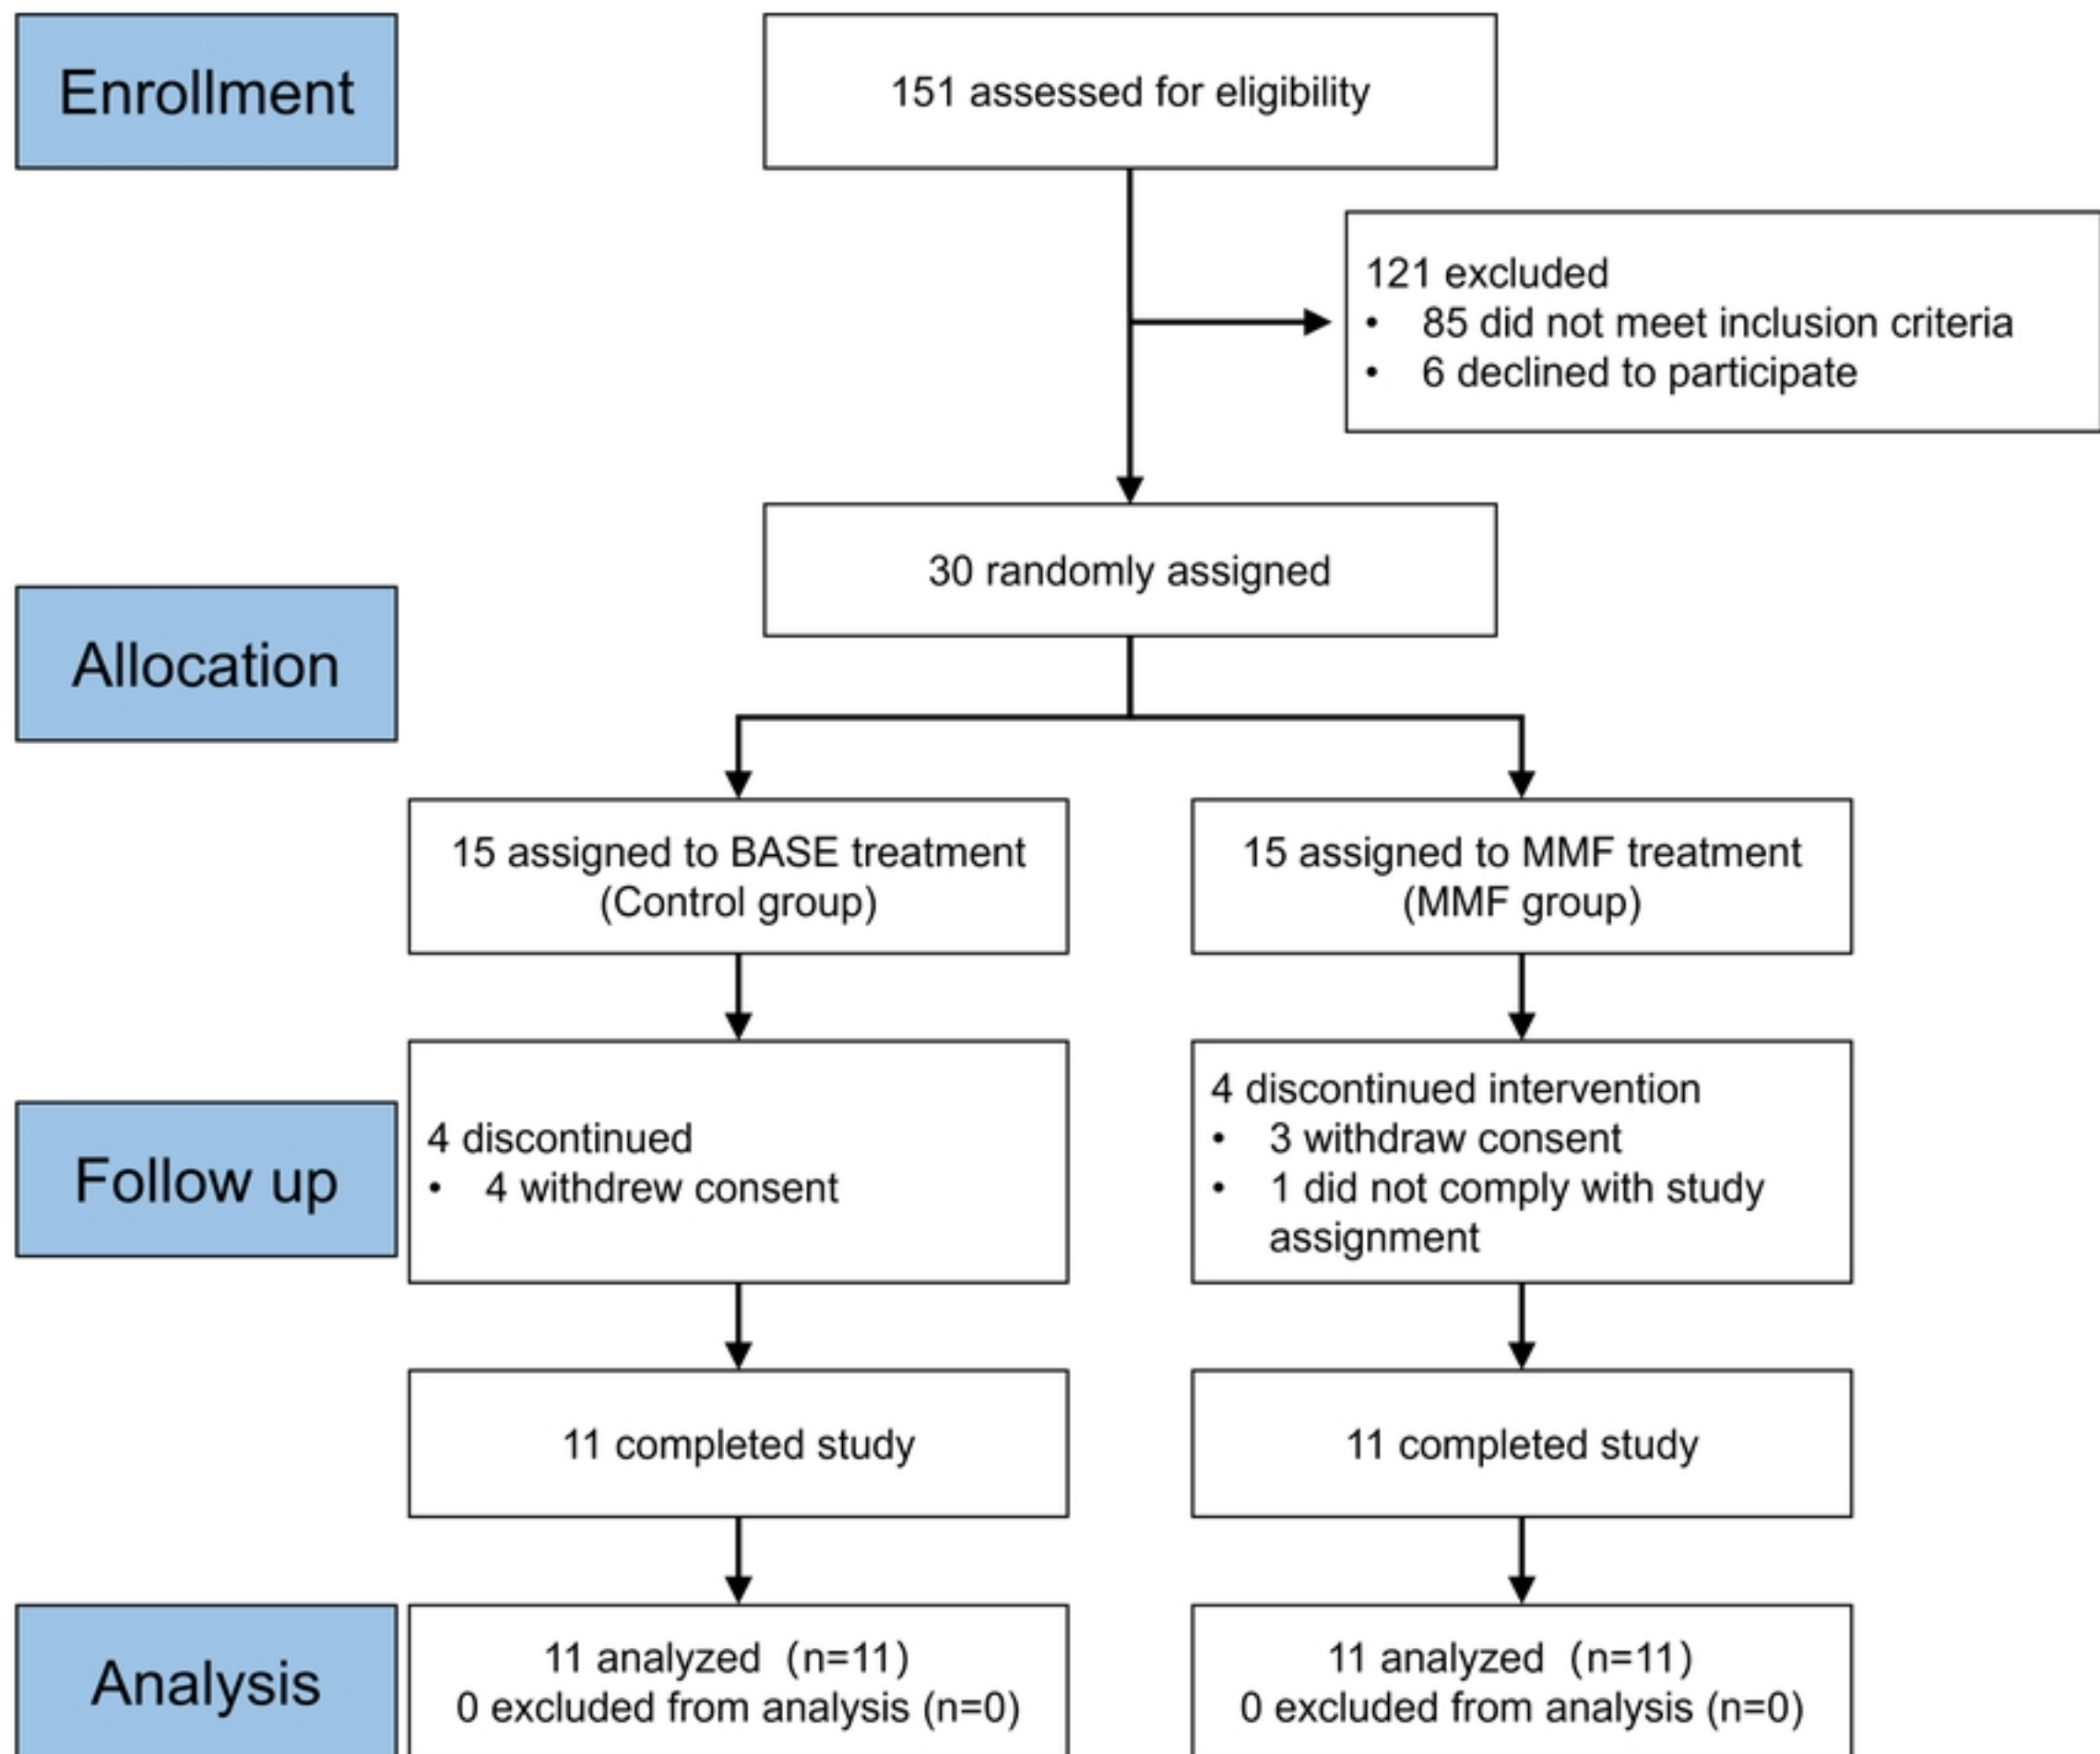 Enrollment
151 assessed for eligibility
121 excluded
• 85 did not meet inclusion criteria
• 6 declined to participate
30 randomly assigned
Allocation
15 assigned to BASE treatment
(Control group)
15 assigned to MMF treatment
(MMF group)
Follow up
4 discontinued
• 4 withdrew consent
4 discontinued intervention
• 3 withdraw consent
• 1 did not comply with study
assignment
11 completed study
11 completed study
Analysis
11 analyzed (n=11)
0 excluded from analysis (n=0)
11 analyzed (n=11)
0 excluded from analysis (n=0)